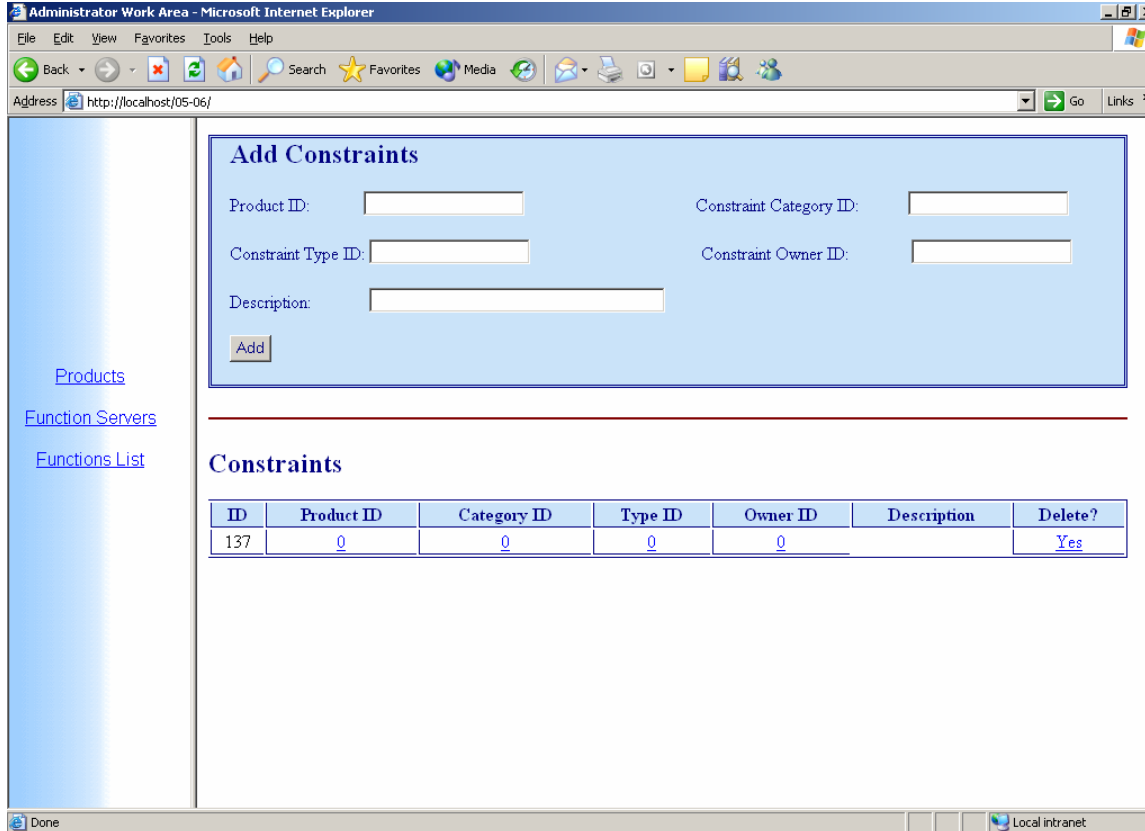 Administrator Work Area - Microsoft Internet Explorer
File Edit View Favorites Tools Help
Back Search Favorites Media
Address http://localhost/05-06/ Go Links
Add Constraints
Product ID: Constraint Category ID:
Constraint Type ID: Constraint Owner ID:
Description:
Add
Products
Function Servers
Functions List
Constraints
ID Product ID Category ID Type ID Owner ID Description Delete?
137 0 0 0 0 Yes
Done Local intranet